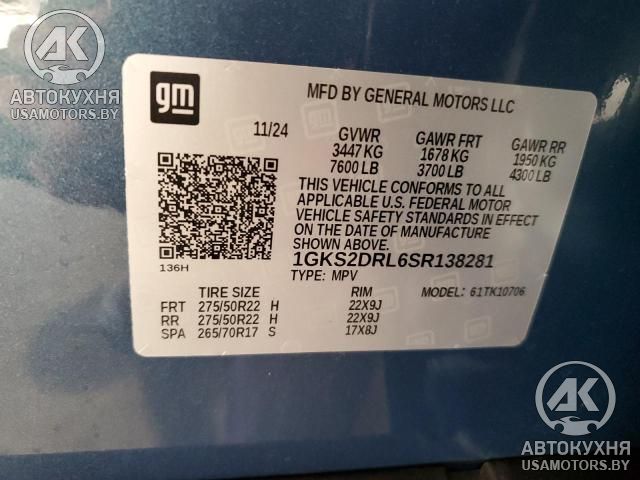 АК
АВТОКУХНЯ
USAMOTORS.BY
gm
MFD BY GENERAL MOTORS LLC
11/24
GVWR GAWR FRT GAWR RR
3447 KG 1678 KG 1950 KG
7600 LB 3700 LB 4300 LB
THIS VEHICLE CONFORMS TO ALL
APPLICABLE U.S. FEDERAL MOTOR
VEHICLE SAFETY STANDARDS IN EFFECT
ON THE DATE OF MANUFACTURE
SHOWN ABOVE.
136H
1GKS2DRL6SR138281
TYPE: MPV MODEL: 61TK10706
TIRE SIZE RIM
FRT 275/50R22 H 22X9J
RR 275/50R22 H 22X9J
SPA 265/70R17 S 17X8J
АК
АВТОКУХНЯ
USAMOTORS.BY